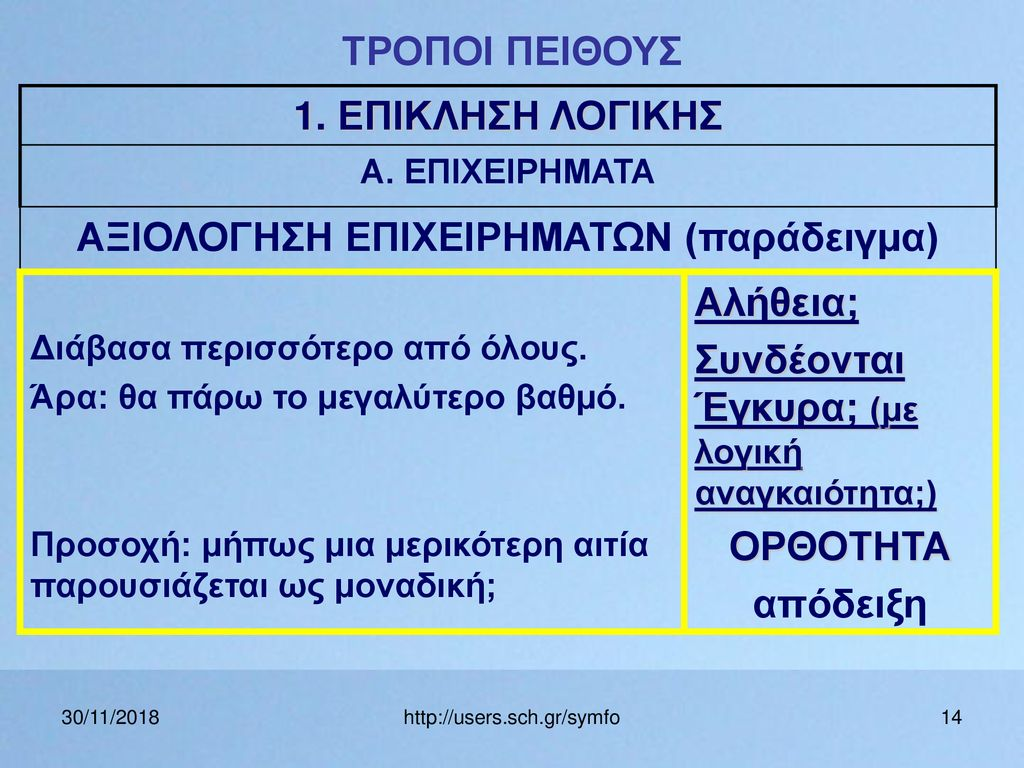 ΤΡΟΠΟΙ ΠΕΙΘΟΥΣ
1. ΕΠΙΚΛΗΣΗ ΛΟΓΙΚΗΣ
Α. ΕΠΙΧΕΙΡΗΜΑΤΑ
ΑΞΙΟΛΟΓΗΣΗ ΕΠΙΧΕΙΡΗΜΑΤΩΝ (παράδειγμα)
Διάβασα περισσότερο από όλους.
Άρα: θα πάρω το μεγαλύτερο βαθμό.
Προσοχή: μήπως μια μερικότερη αιτία
παρουσιάζεται ως μοναδική;
Αλήθεια;
Συνδέονται
Έγκυρα; (με
λογική
αναγκαιότητα;)
ΟΡΘΟΤΗΤΑ
απόδειξη
30/11/2018
http://users.sch.gr/symfo
14